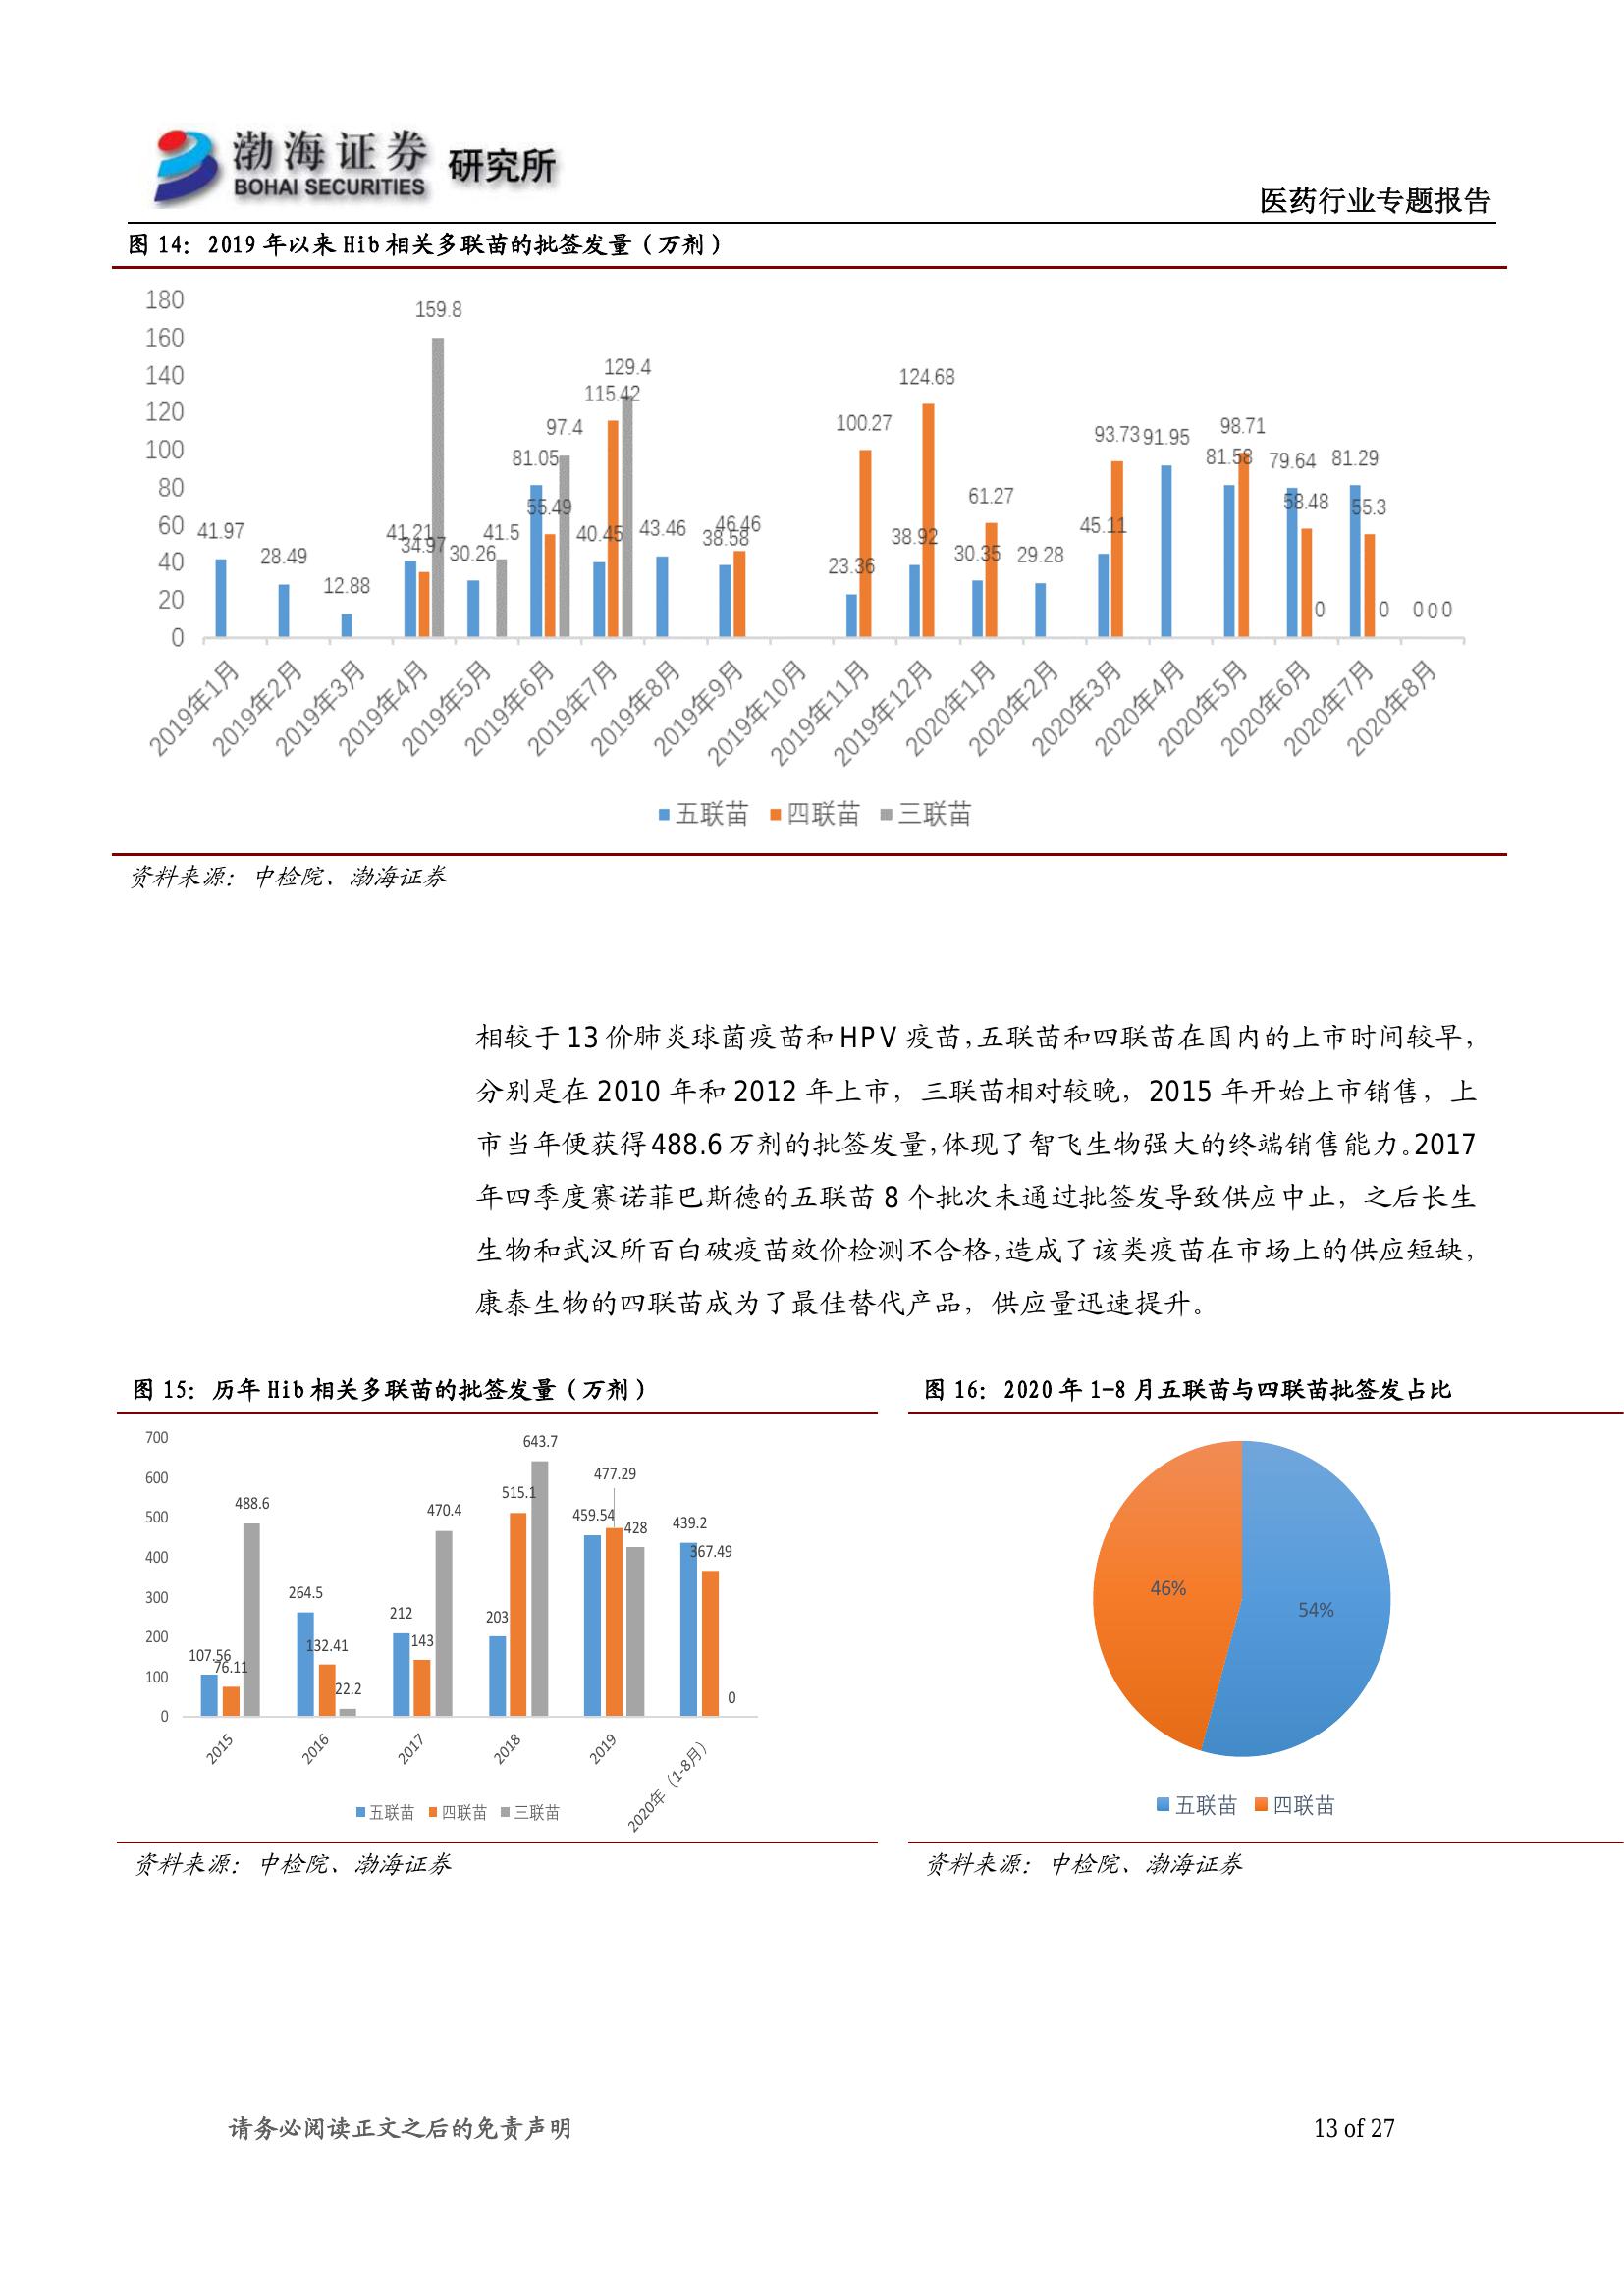 渤海证券 研究所
BOHAI SECURITIES
医药行业专题报告
图 14：2019 年以来 Hib 相关多联苗的批签发量（万剂）
180
160
140
120
100
80
60
40
20
0
41.97
28.49
12.88
41.21
34.97
159.8
30.26
41.5
81.05
55.49
97.4
40.45
115.42
129.4
43.46
38.58
46.46
23.36
100.27
38.92
124.68
30.35
61.27
29.28
45.11
93.73
91.95
81.58
98.71
79.64
58.48
0
81.29
55.3
0
0 0 0
2019年1月
2019年2月
2019年3月
2019年4月
2019年5月
2019年6月
2019年7月
2019年8月
2019年9月
2019年10月
2019年11月
2019年12月
2020年1月
2020年2月
2020年3月
2020年4月
2020年5月
2020年6月
2020年7月
2020年8月
五联苗 四联苗 三联苗
资料来源：中检院、渤海证券
相较于 13 价肺炎球菌疫苗和 HPV 疫苗，五联苗和四联苗在国内的上市时间较早，
分别是在 2010 年和 2012 年上市，三联苗相对较晚，2015 年开始上市销售，上
市当年便获得 488.6 万剂的批签发量，体现了智飞生物强大的终端销售能力。2017
年四季度赛诺菲巴斯德的五联苗 8 个批次未通过批签发导致供应中止，之后长生
生物和武汉所百白破疫苗效价检测不合格，造成了该类疫苗在市场上的供应短缺，
康泰生物的四联苗成为了最佳替代产品，供应量迅速提升。
图 15：历年 Hib 相关多联苗的批签发量（万剂）
700
600
500
400
300
200
100
0
107.56
76.11
488.6
264.5
132.41
22.2
212
143
470.4
203
515.1
643.7
459.54
477.29
428
439.2
367.49
0
2015
2016
2017
2018
2019
2020年（1-8月）
五联苗 四联苗 三联苗
资料来源：中检院、渤海证券
图 16：2020 年 1-8 月五联苗与四联苗批签发占比
46%
54%
五联苗 四联苗
资料来源：中检院、渤海证券
请务必阅读正文之后的免责声明
13 of 27